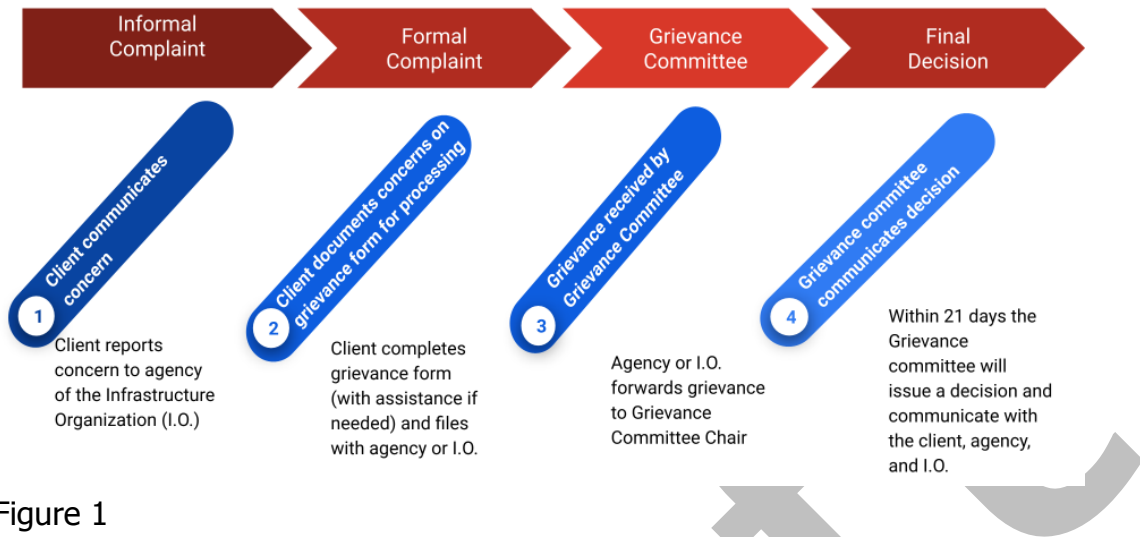 Informal
Complaint
Formal
Complaint
Grievance
Committee
Final
Decision
Client communicates
concern
1
Client reports
concern to agency
of the Infrastructure
Organization (I.O.)
Client documents concerns on
grievance form for processing
2
Client completes
grievance form
(with assistance if
needed) and files
with agency or I.O.
Grievance received by
Grievance Committee
3
Agency or I.O.
forwards grievance
to Grievance
Committee Chair
Grievance committee
communicates decision
4
Within 21 days the
Grievance
committee will
issue a decision and
communicate with
the client, agency,
and I.O.
Figure 1